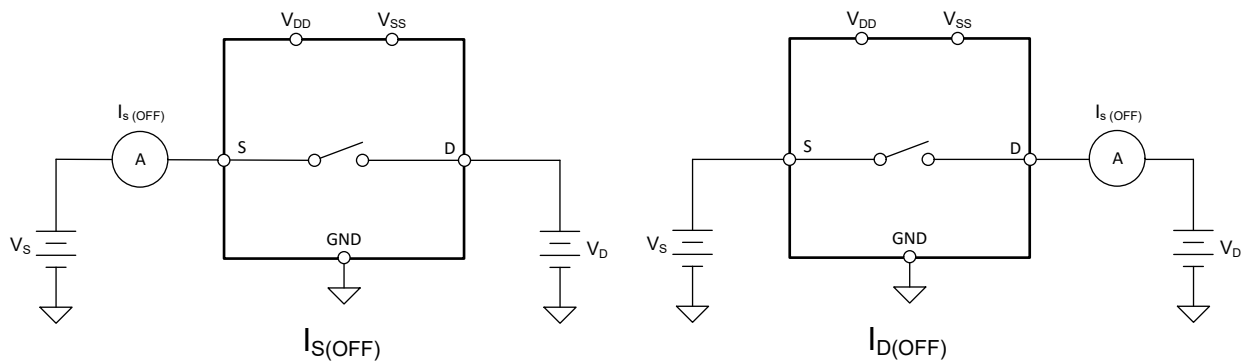 VDD VSS
Is (OFF)
A
S D
VS
GND
VD
IS(OFF)
VDD VSS
Is (OFF)
S D
A
VS
GND
VD
ID(OFF)